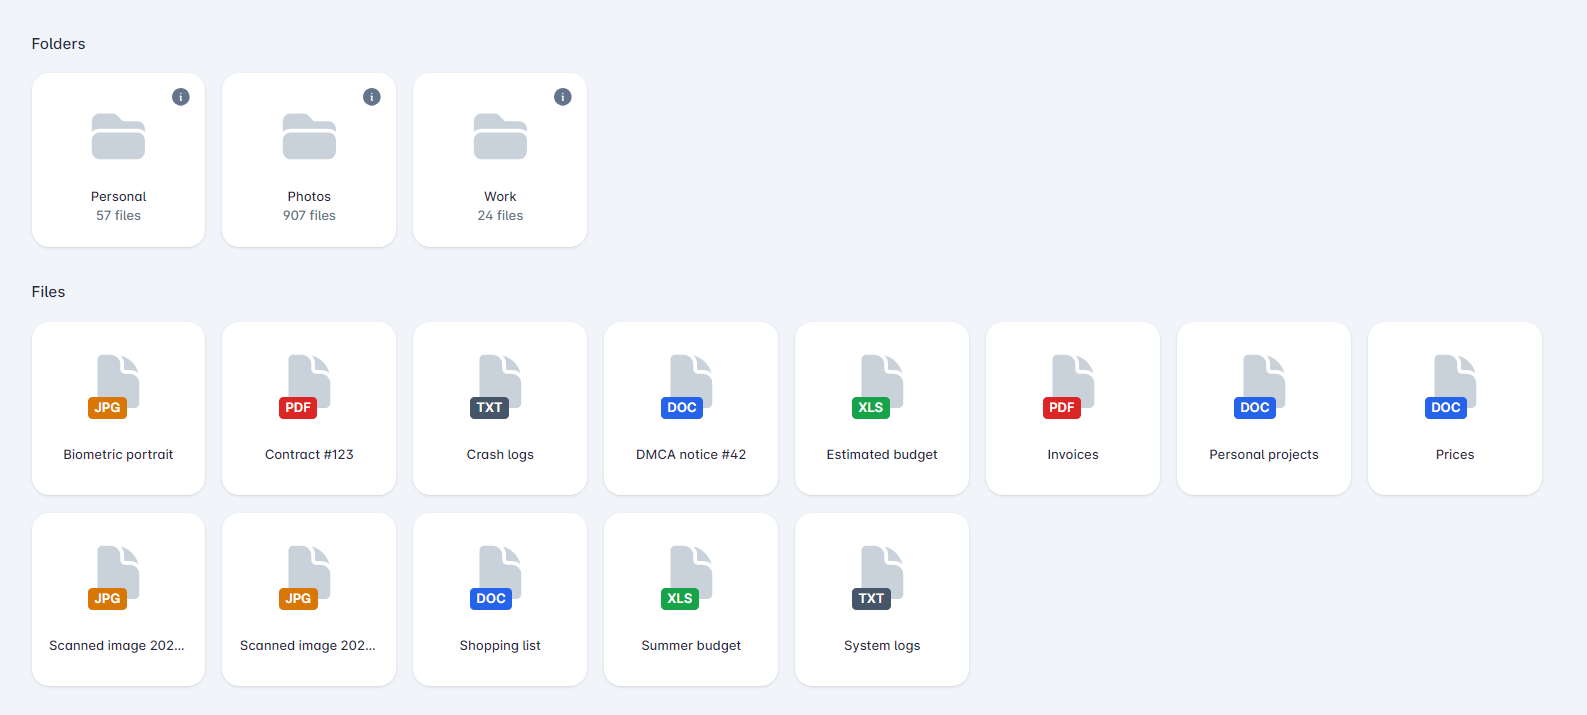 Folders
Personal
57 files
Photos
907 files
Work
24 files
Files
JPG
Biometric portrait
PDF
Contract #123
TXT
Crash logs
DOC
DMCA notice #42
XLS
Estimated budget
PDF
Invoices
DOC
Personal projects
DOC
Prices
JPG
Scanned image 202...
JPG
Scanned image 202...
DOC
Shopping list
XLS
Summer budget
TXT
System logs